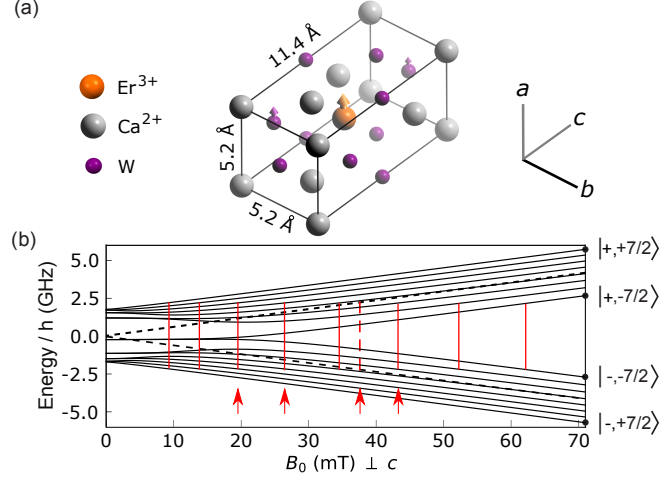 (a)
11.4 Å
Er3+
Ca2+
W
5.2 Å
5.2 Å
a
c
b
(b)
|+,+7/2⟩
|+,-7/2⟩
|-,-7/2⟩
|-,+7/2⟩
Energy / h (GHz)
5.0
2.5
0.0
-2.5
-5.0
0 10 20 30 40 50 60 70
B0 (mT) ⊥ c